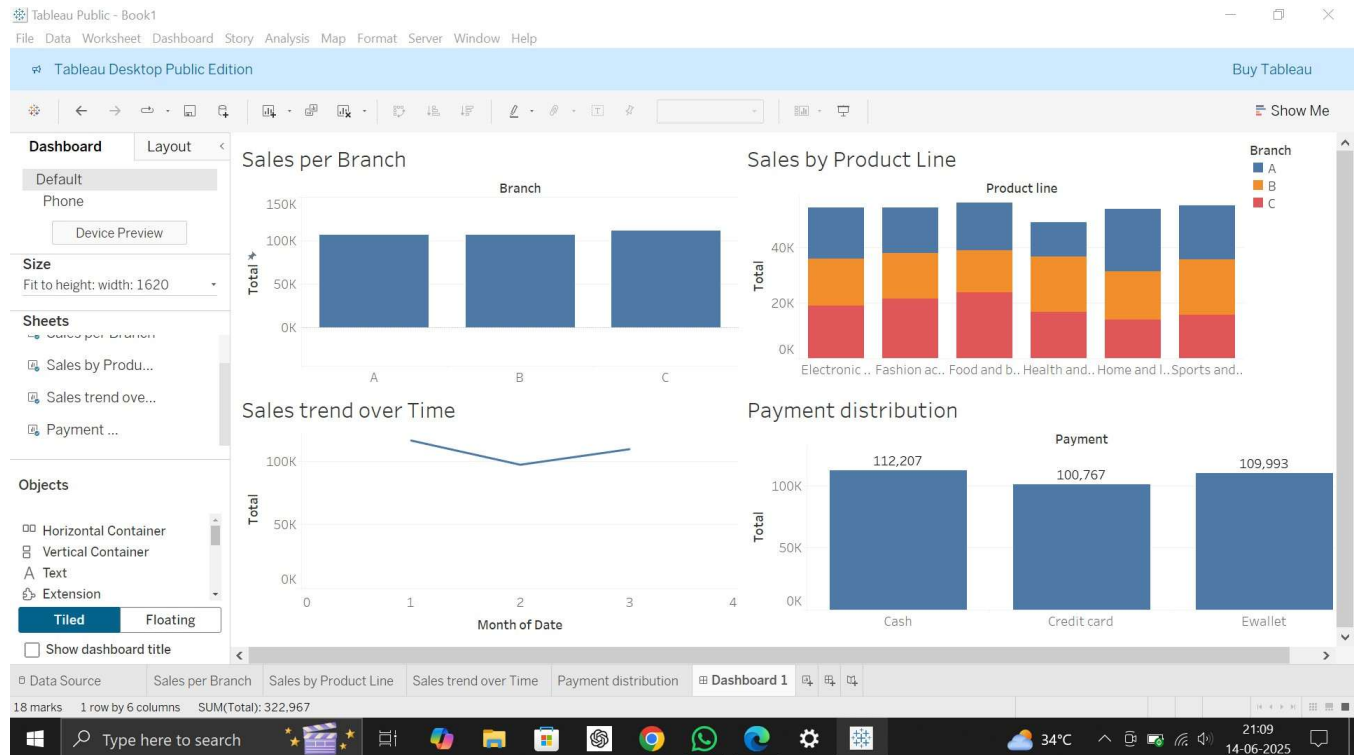 Tableau Public - Book1
File Data Worksheet Dashboard Story Analysis Map Format Server Window Help
Tableau Desktop Public Edition
Buy Tableau
Show Me
Dashboard Layout
Default
Phone
Device Preview
Size
Fit to height: width: 1620
Sheets
Sales per Branch
Sales by Produ...
Sales trend ove...
Payment ...
Objects
Horizontal Container
Vertical Container
Text
Extension
Tiled Floating
Show dashboard title
Sales per Branch
Branch
150K
100K
50K
0K
Total
A B C
Sales by Product Line
Product line
40K
20K
0K
Total
Electronic .. Fashion ac.. Food and b.. Health and.. Home and l.. Sports and..
Branch
A
B
C
Sales trend over Time
100K
50K
0K
Total
0 1 2 3 4
Month of Date
Payment distribution
Payment
112,207 100,767 109,993
100K
50K
0K
Total
Cash Credit card Ewallet
Data Source Sales per Branch Sales by Product Line Sales trend over Time Payment distribution Dashboard 1
18 marks 1 row by 6 columns SUM(Total): 322,967
Type here to search
34°C
21:09
14-06-2025